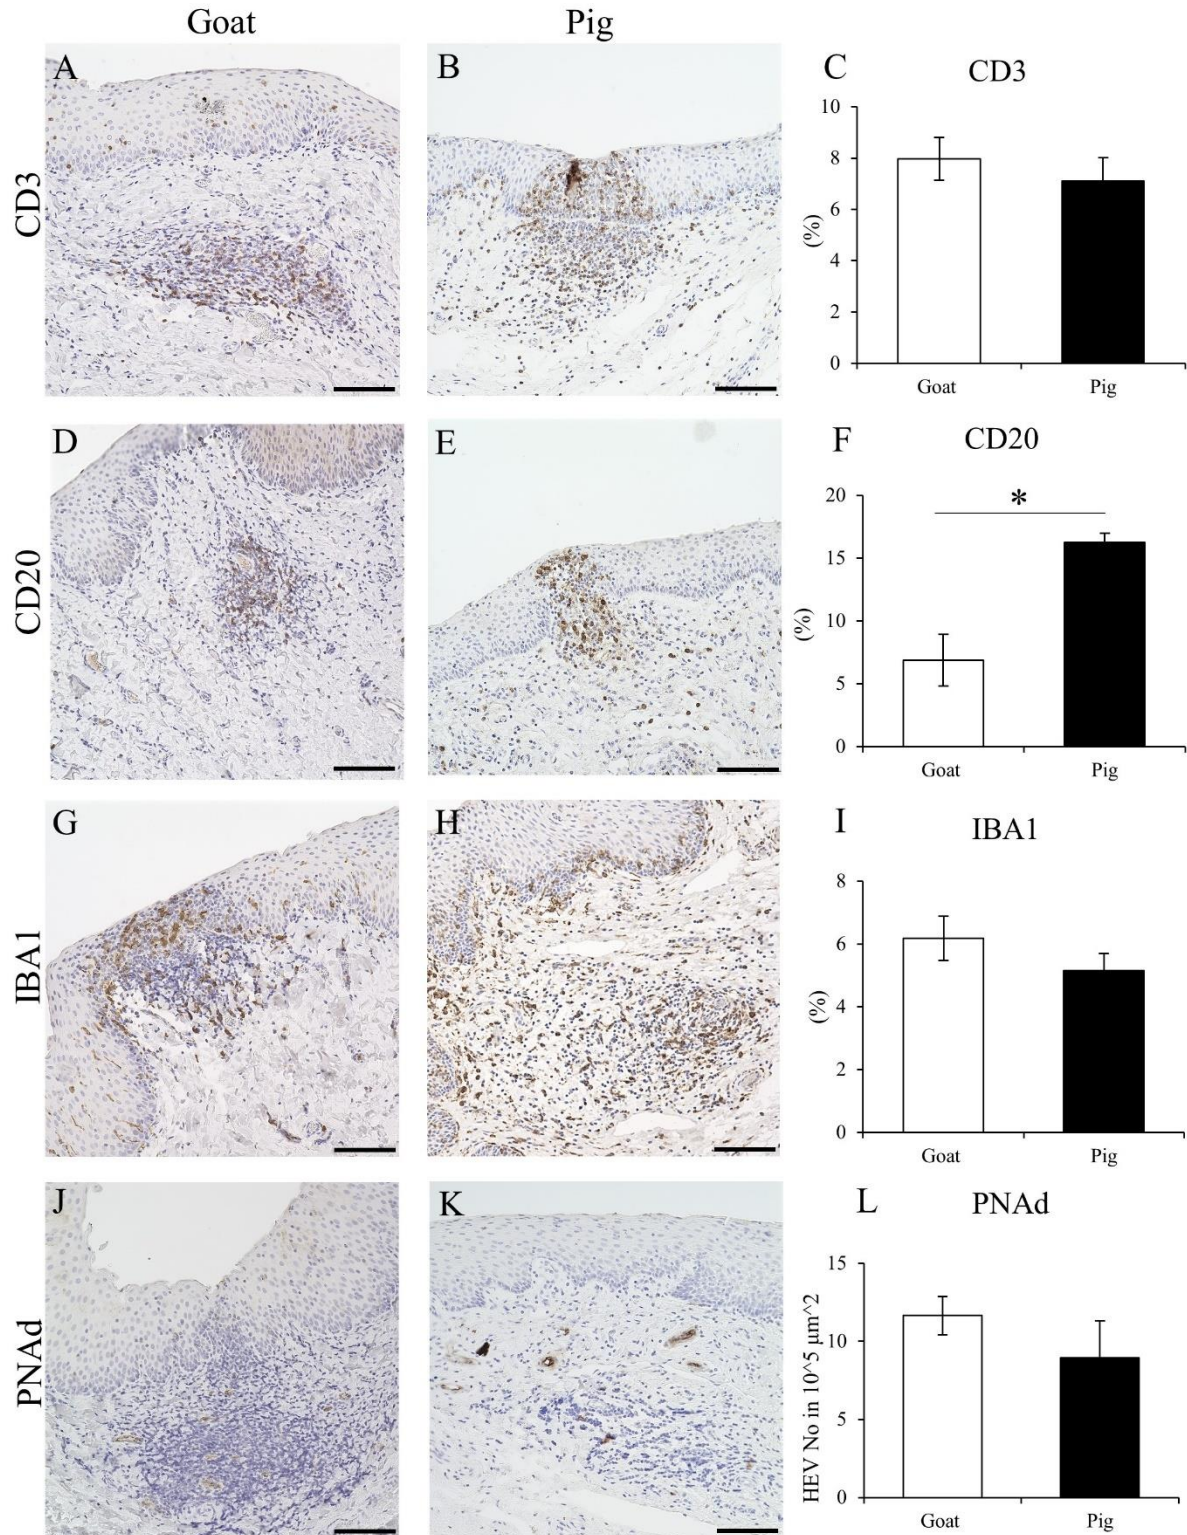 Goat
Pig
CD3
A
B
C
CD3
(%)
10
8
6
4
2
0
Goat
Pig
CD20
D
E
F
CD20
*
(%)
20
15
10
5
0
Goat
Pig
IBA1
G
H
I
IBA1
(%)
8
6
4
2
0
Goat
Pig
PNAd
J
K
L
PNAd
HEV No in 10^5 μm^2
15
10
5
0
Goat
Pig